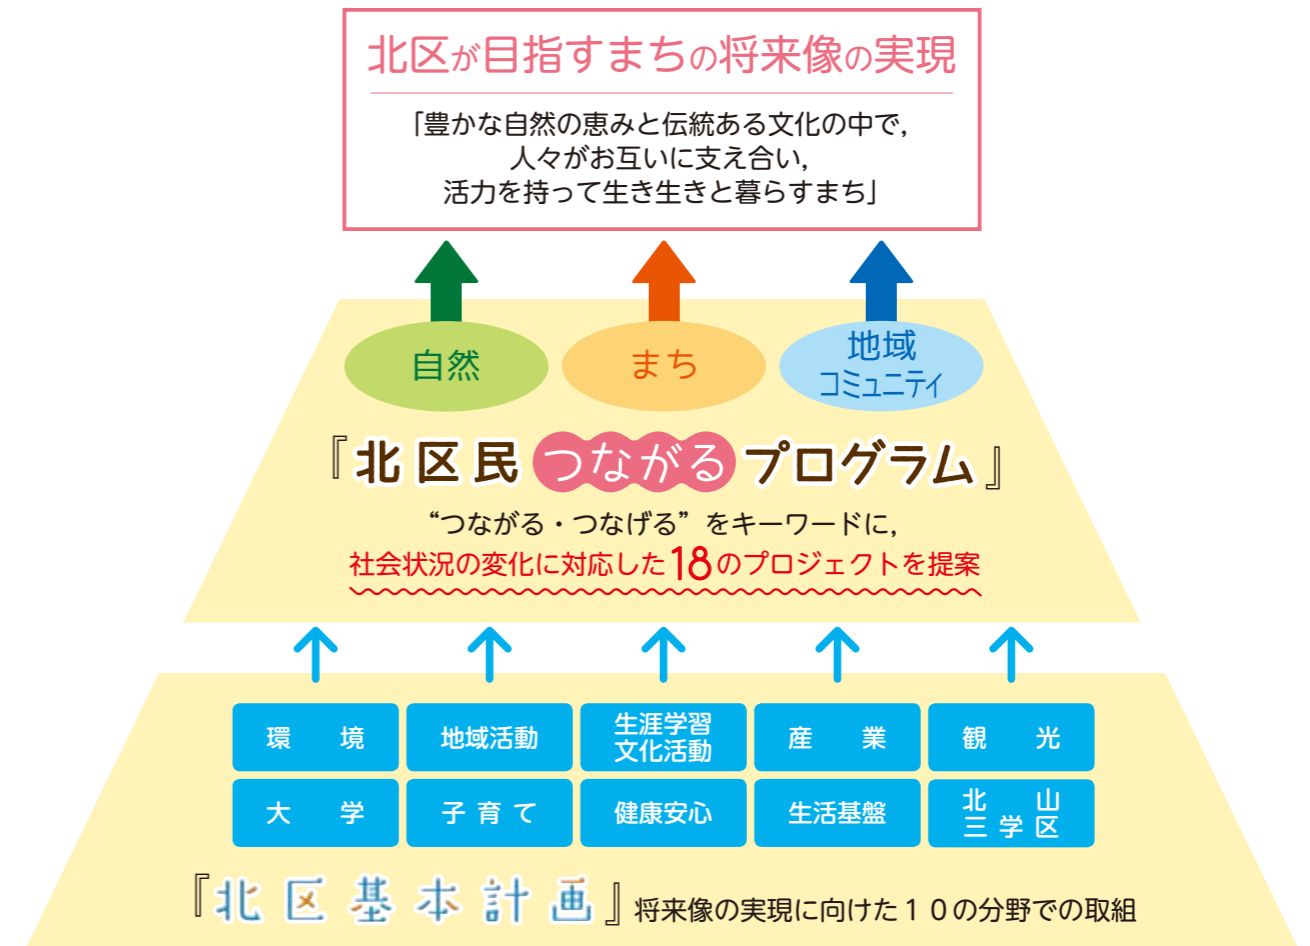 北区が目指すまちの将来像の実現
「豊かな自然の恵みと伝統ある文化の中で,
人々がお互いに支え合い,
活力を持って生き生きと暮らすまち」
自然
まち
地域
コミュニティ
『北区民つながるプログラム』
“つながる・つなげる”をキーワードに,
社会状況の変化に対応した18のプロジェクトを提案
環境
地域活動
生涯学習
文化活動
産業
観光
大学
子育て
健康安心
生活基盤
北山
三学区
『北区基本計画』将来像の実現に向けた１０の分野での取組